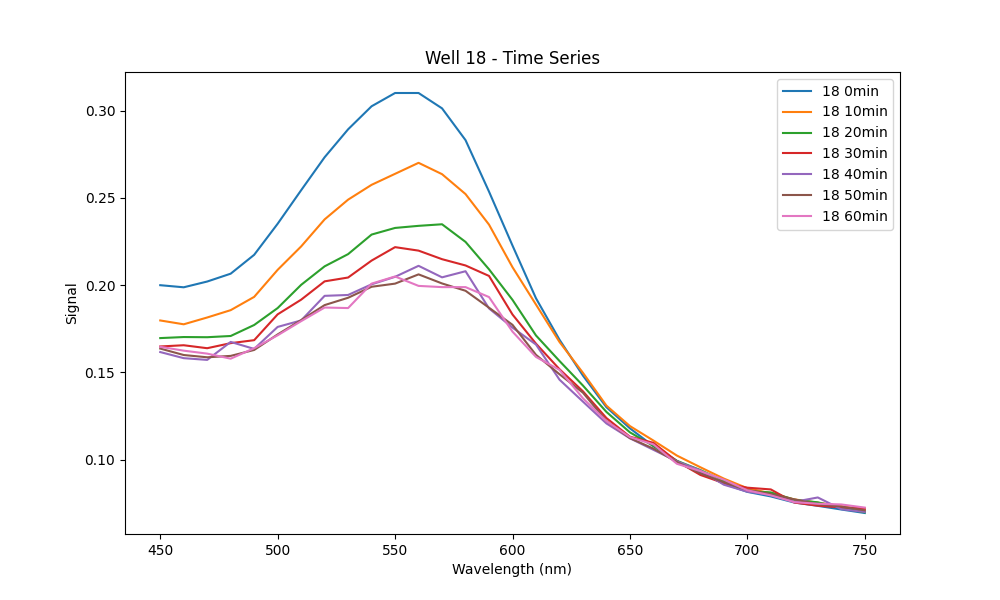 Well 18 - Time Series
Signal
0.30
0.25
0.20
0.15
0.10
450
500
550
600
650
700
750
Wavelength (nm)
18 0min
18 10min
18 20min
18 30min
18 40min
18 50min
18 60min